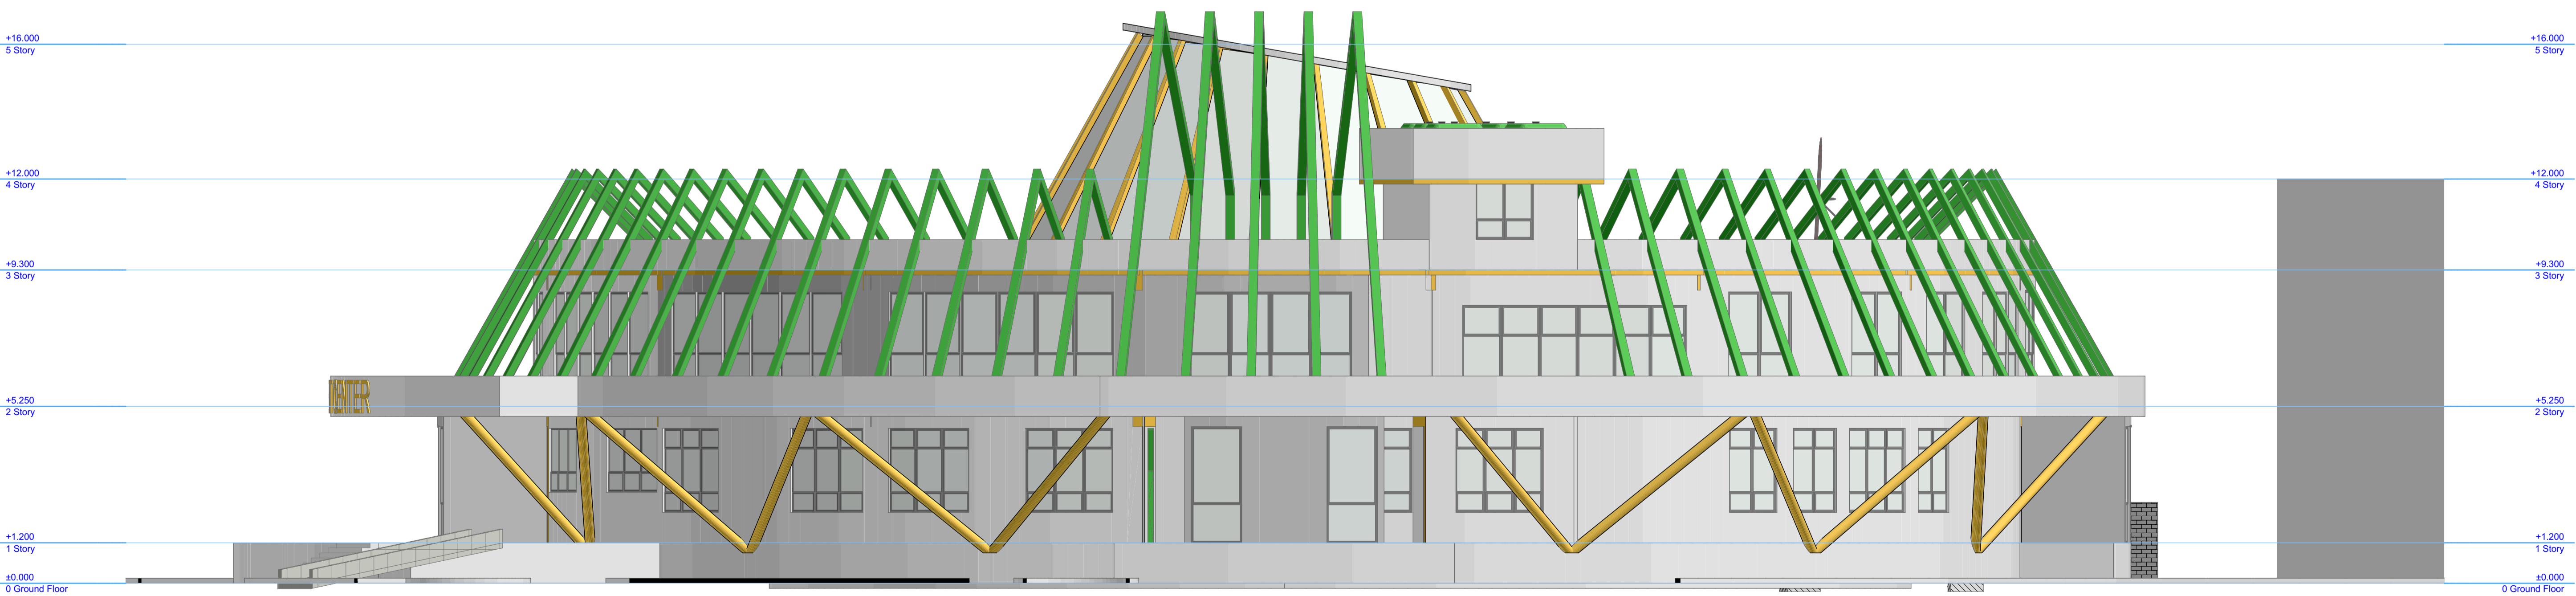 +16.000
5 Story
+16.000
5 Story
+12.000
4 Story
+12.000
4 Story
+9.300
3 Story
+9.300
3 Story
+5.250
2 Story
+5.250
2 Story
+1.200
1 Story
+1.200
1 Story
±0.000
0 Ground Floor
±0.000
0 Ground Floor